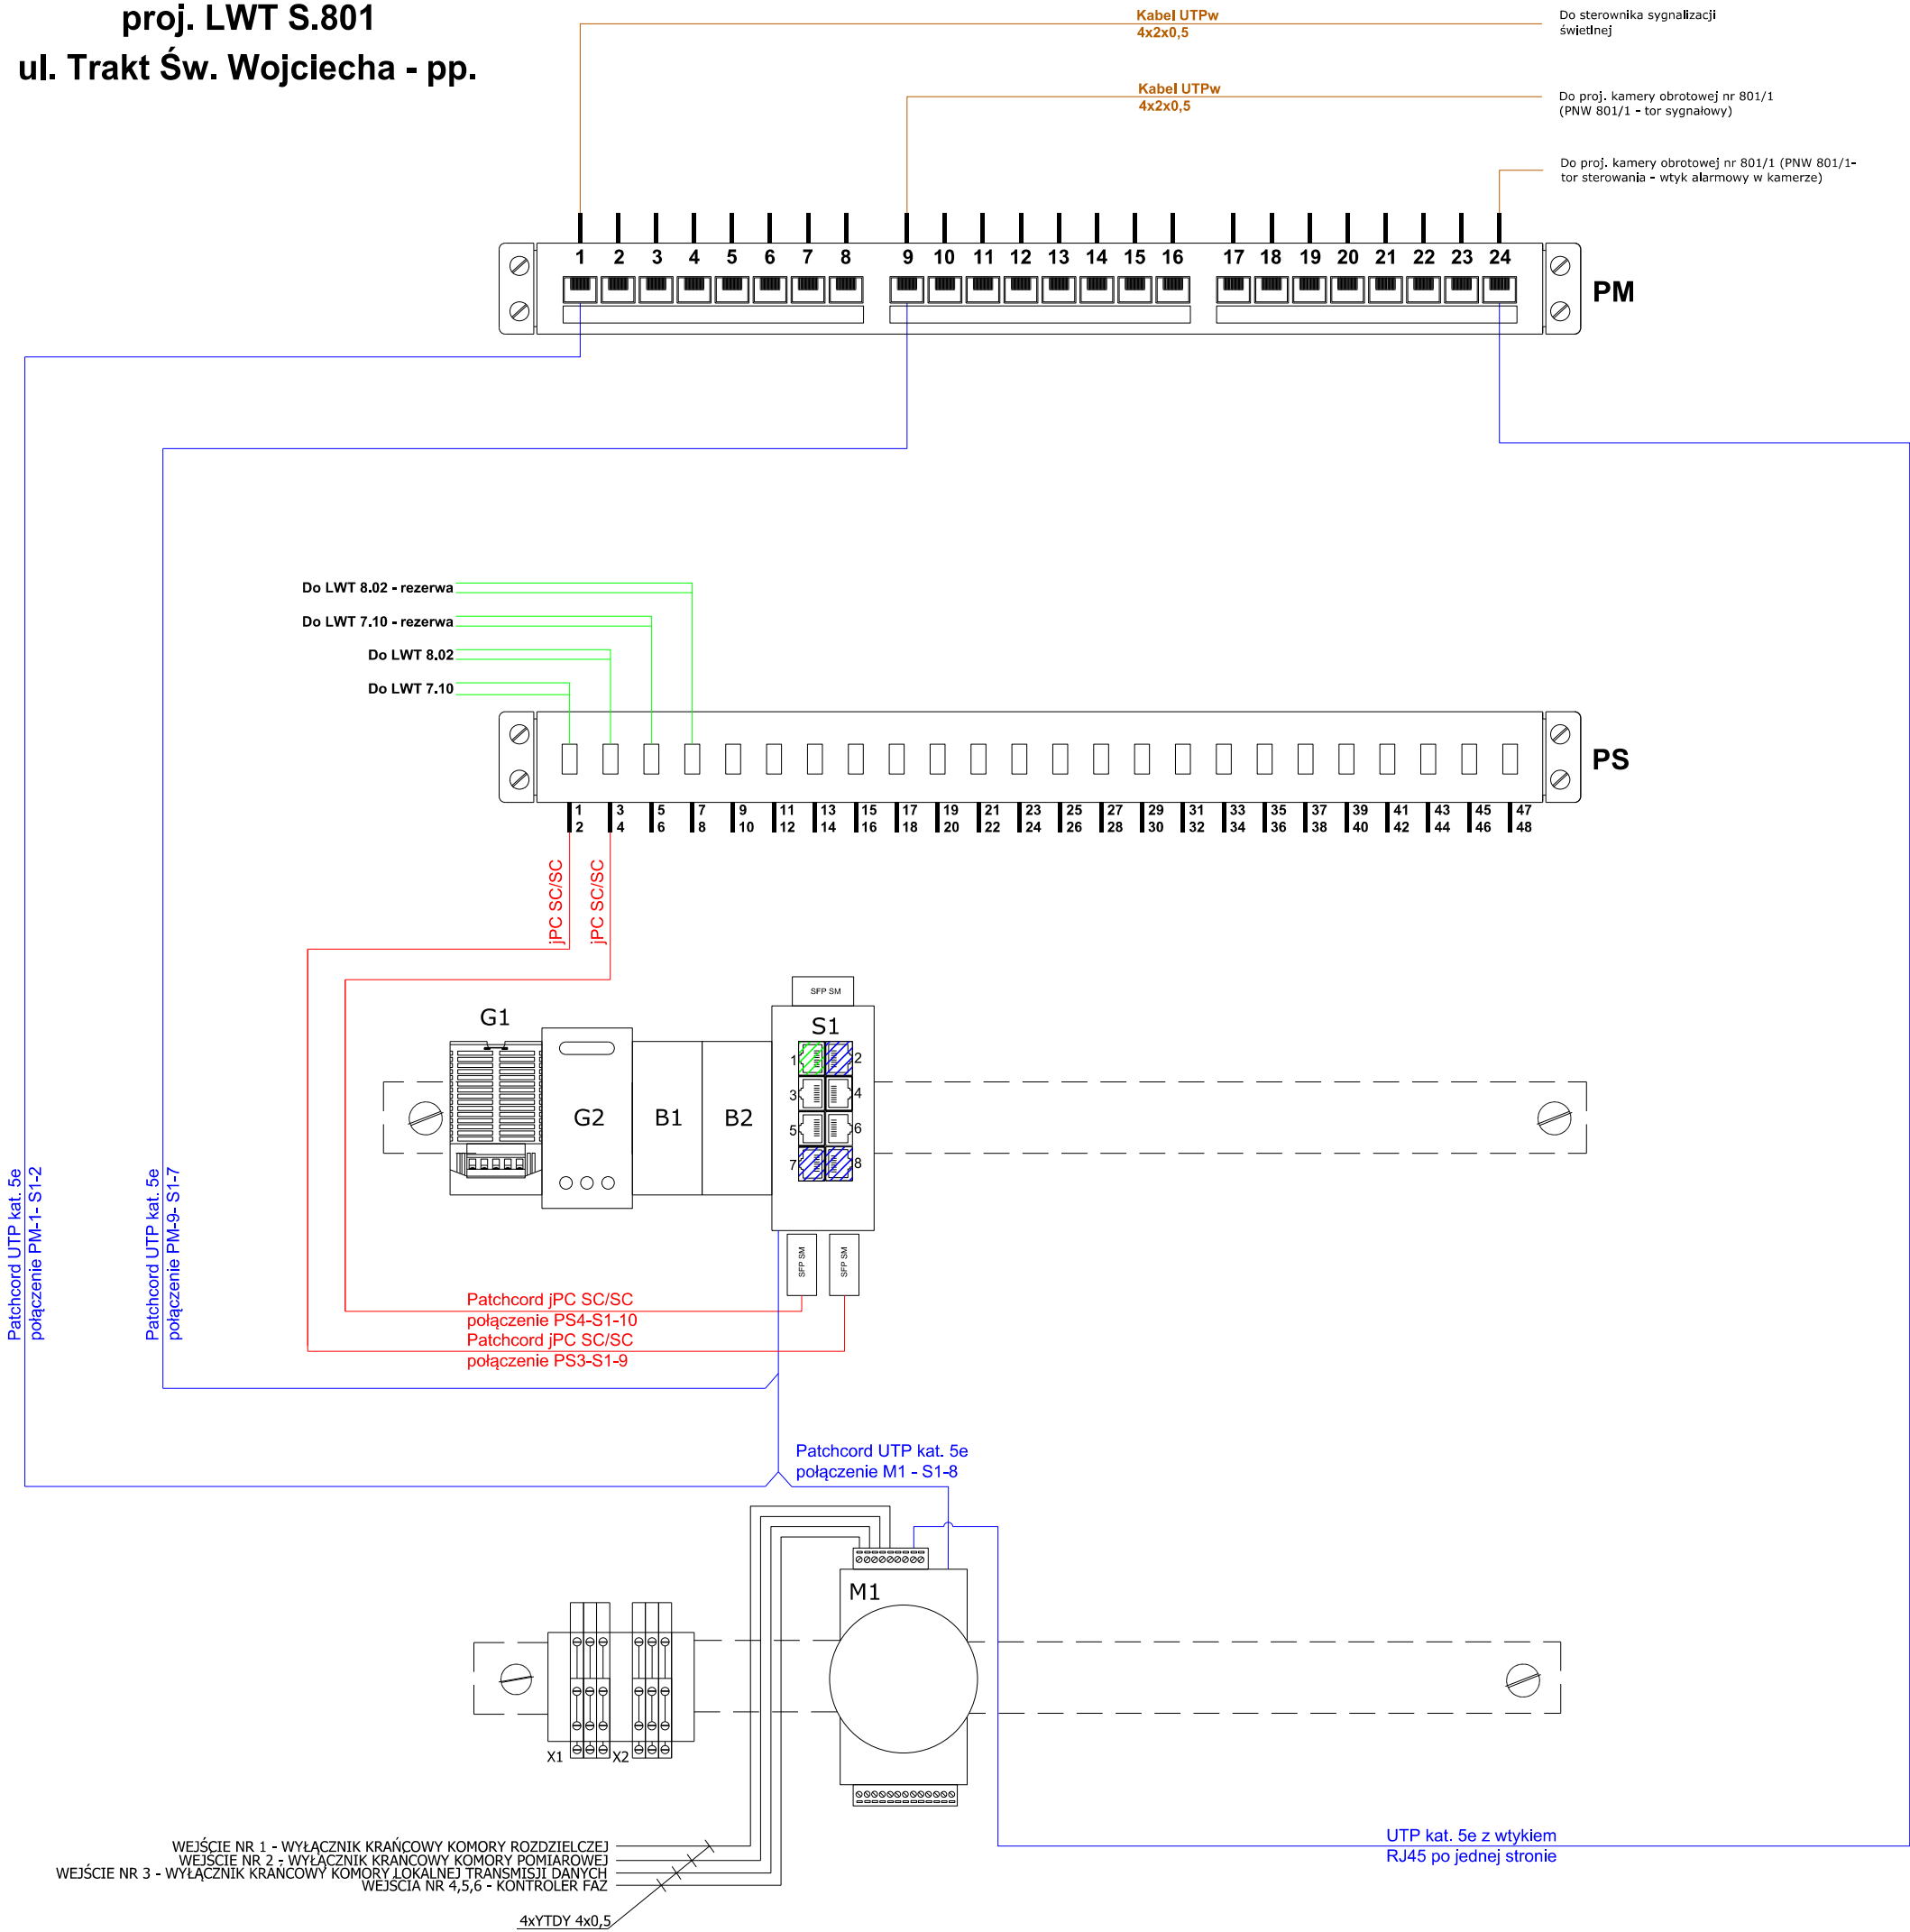 proj. LWT S.801
ul. Trakt Św. Wojciecha - pp.
Kabel UTPw
4x2x0,5
Do sterownika sygnalizacji
świetlnej
Kabel UTPw
4x2x0,5
Do proj. kamery obrotowej nr 801/1
(PNW 801/1 - tor sygnałowy)
Do proj. kamery obrotowej nr 801/1 (PNW 801/1-
tor sterowania - wtyk alarmowy w kamerze)
1 2 3 4 5 6 7 8 9 10 11 12 13 14 15 16 17 18 19 20 21 22 23 24
PM
Do LWT 8.02 - rezerwa
Do LWT 7.10 - rezerwa
Do LWT 8.02
Do LWT 7.10
PS
1 3 5 7 9 11 13 15 17 19 21 23 25 27 29 31 33 35 37 39 41 43 45 47
2 4 6 8 10 12 14 16 18 20 22 24 26 28 30 32 34 36 38 40 42 44 46 48
jPC SC/SC
jPC SC/SC
SFP SM
G1
S1
1 2
3 4
5 6
7 8
G2
B1
B2
SFP SM
SFP SM
Patchcord UTP kat. 5e
połączenie PM-1- S1-2
Patchcord UTP kat. 5e
połączenie PM-9- S1-7
Patchcord jPC SC/SC
połączenie PS4-S1-10
Patchcord jPC SC/SC
połączenie PS3-S1-9
Patchcord UTP kat. 5e
połączenie M1 - S1-8
M1
X1
X2
WEJŚCIE NR 1 - WYŁĄCZNIK KRAŃCOWY KOMORY ROZDZIELCZEJ
WEJŚCIE NR 2 - WYŁĄCZNIK KRAŃCOWY KOMORY POMIAROWEJ
WEJŚCIE NR 3 - WYŁĄCZNIK KRAŃCOWY KOMORY LOKALNEJ TRANSMISJI DANYCH
WEJŚCIA NR 4,5,6 - KONTROLER FAZ
4xYTDY 4x0,5
UTP kat. 5e z wtykiem
RJ45 po jednej stronie